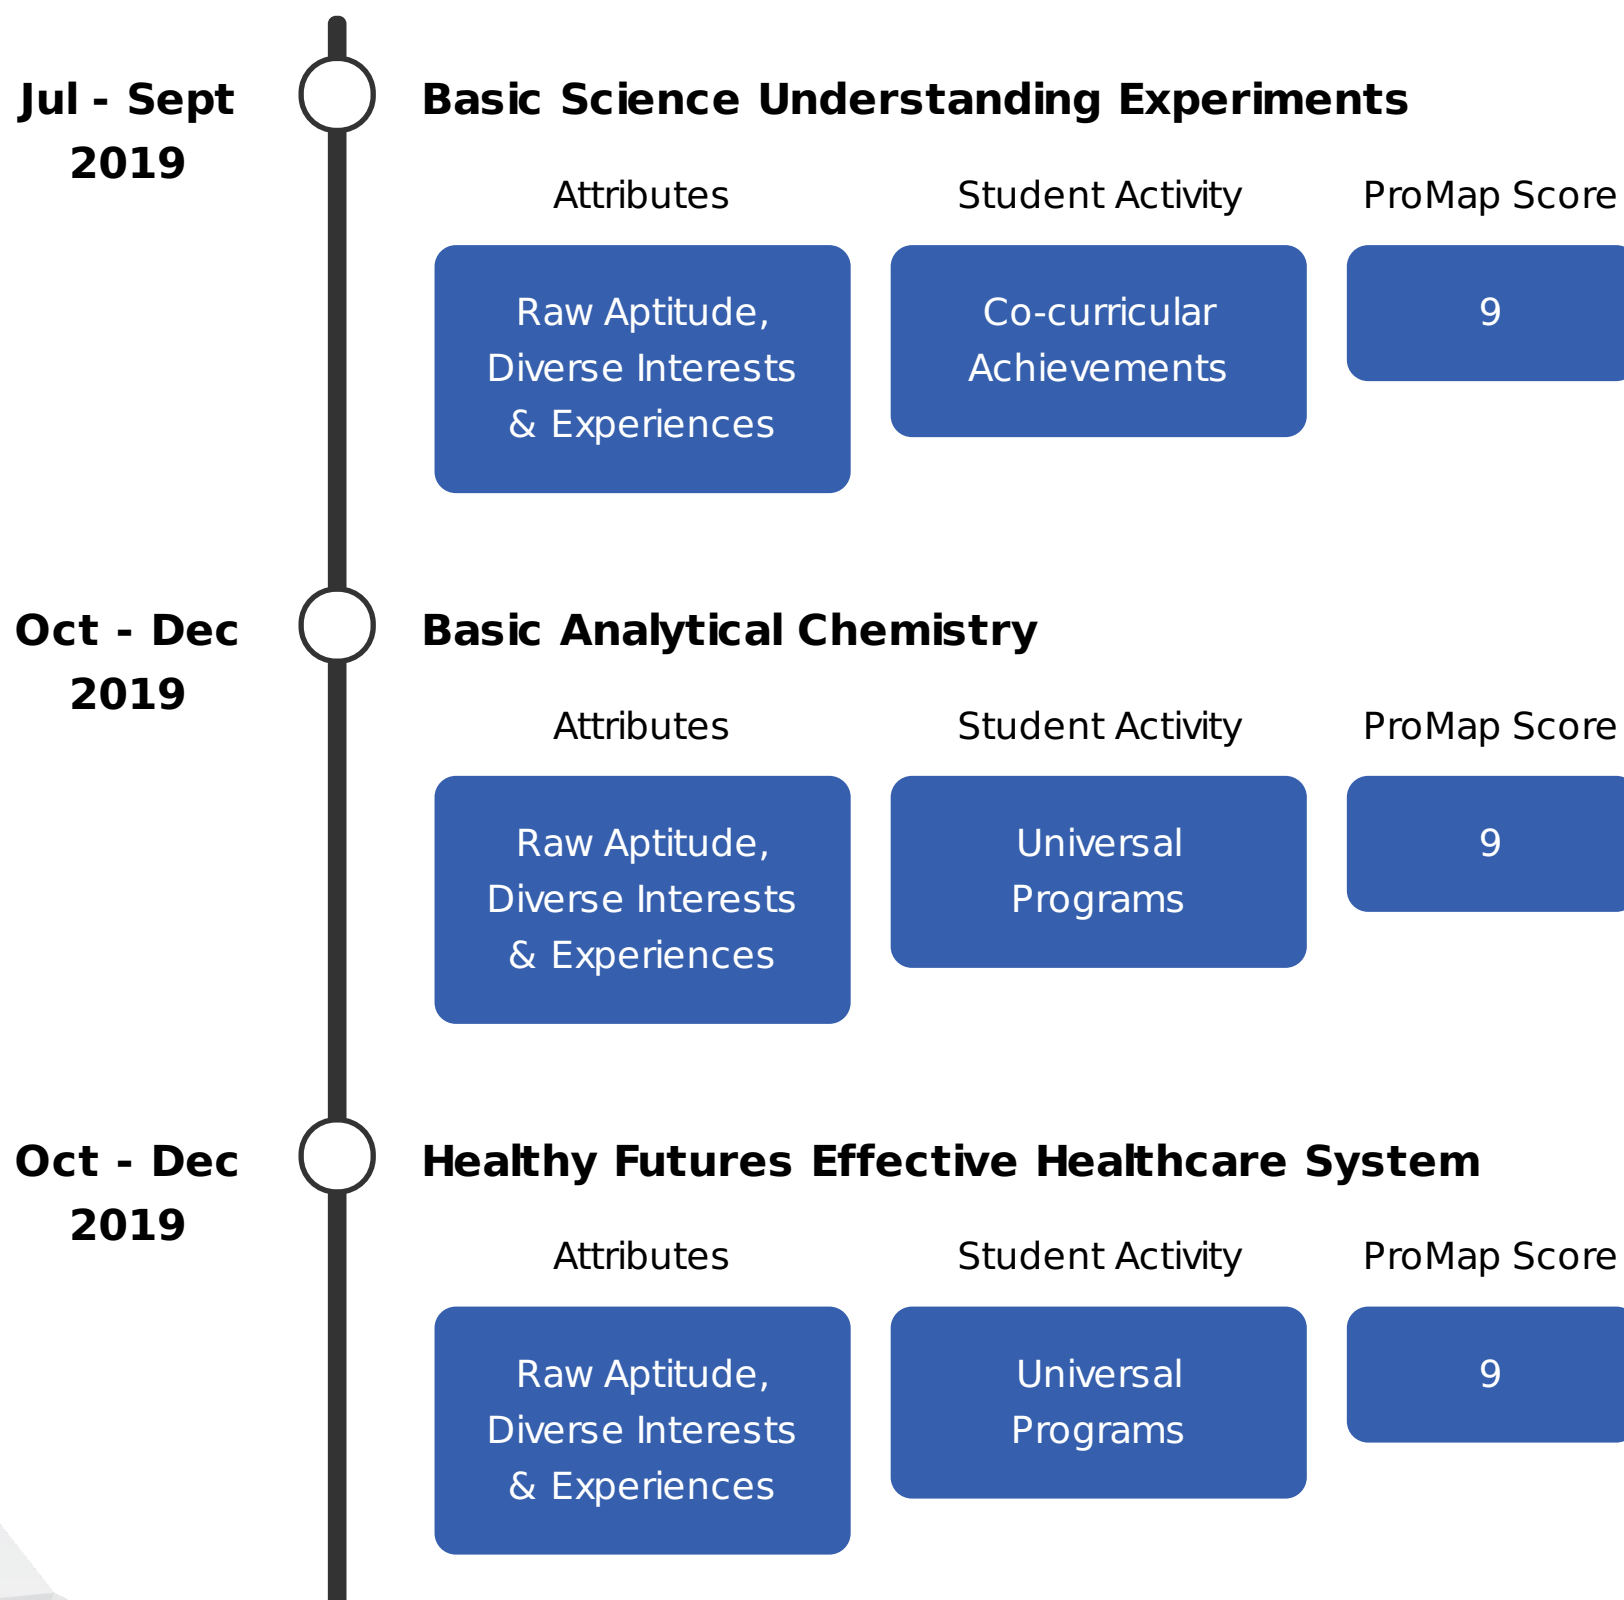 Jul - Sept
2019
Basic Science Understanding Experiments
Attributes
Student Activity
ProMap Score
Raw Aptitude,
Diverse Interests
& Experiences
Co-curricular
Achievements
9
Oct - Dec
2019
Basic Analytical Chemistry
Attributes
Student Activity
ProMap Score
Raw Aptitude,
Diverse Interests
& Experiences
Universal
Programs
9
Oct - Dec
2019
Healthy Futures Effective Healthcare System
Attributes
Student Activity
ProMap Score
Raw Aptitude,
Diverse Interests
& Experiences
Universal
Programs
9